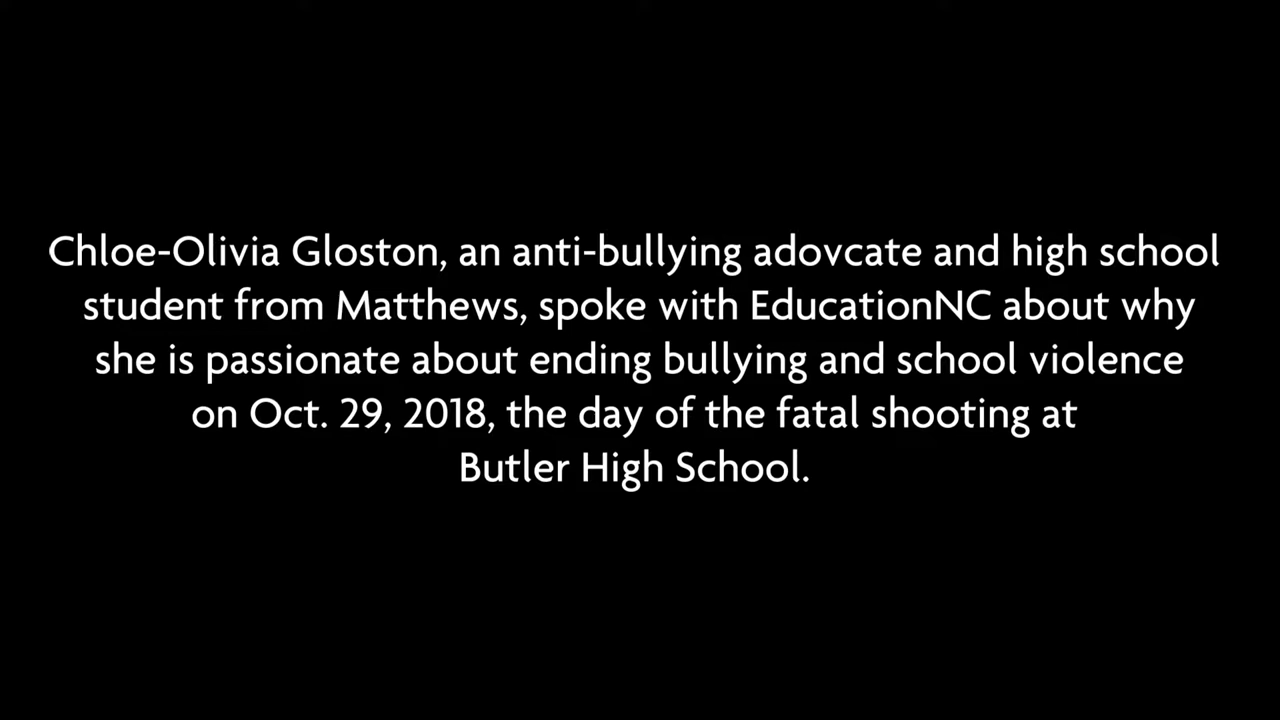 Chloe-Olivia Gloston, an anti-bullying adovcate and high school
student from Matthews, spoke with EducationNC about why
she is passionate about ending bullying and school violence
on Oct. 29, 2018, the day of the fatal shooting at
Butler High School.